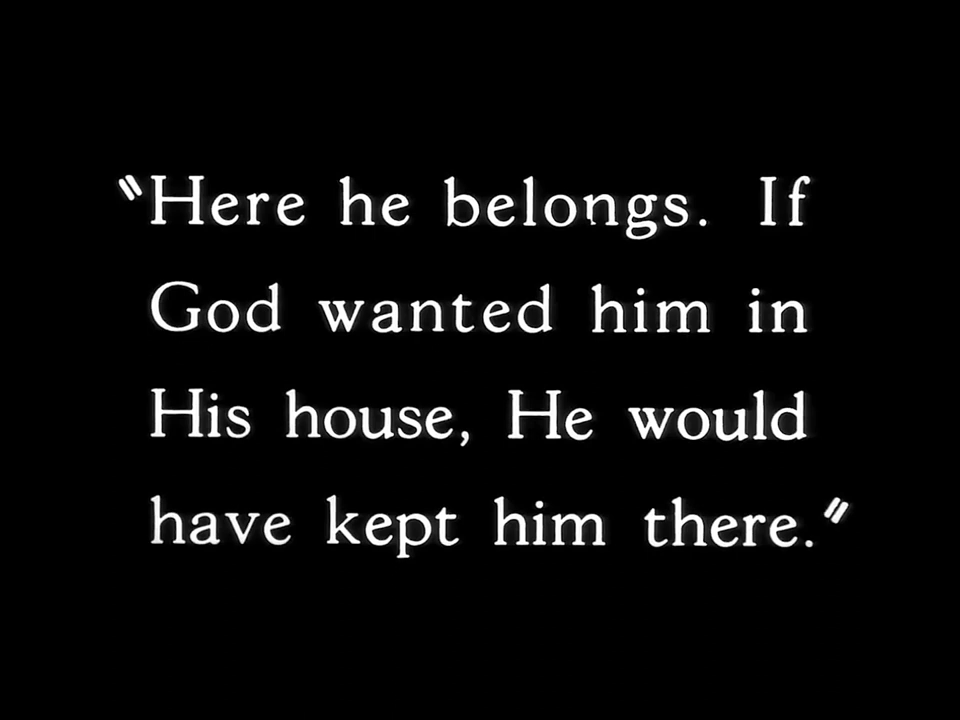 "Here he belongs. If
God wanted him in
His house, He would
have kept him there."